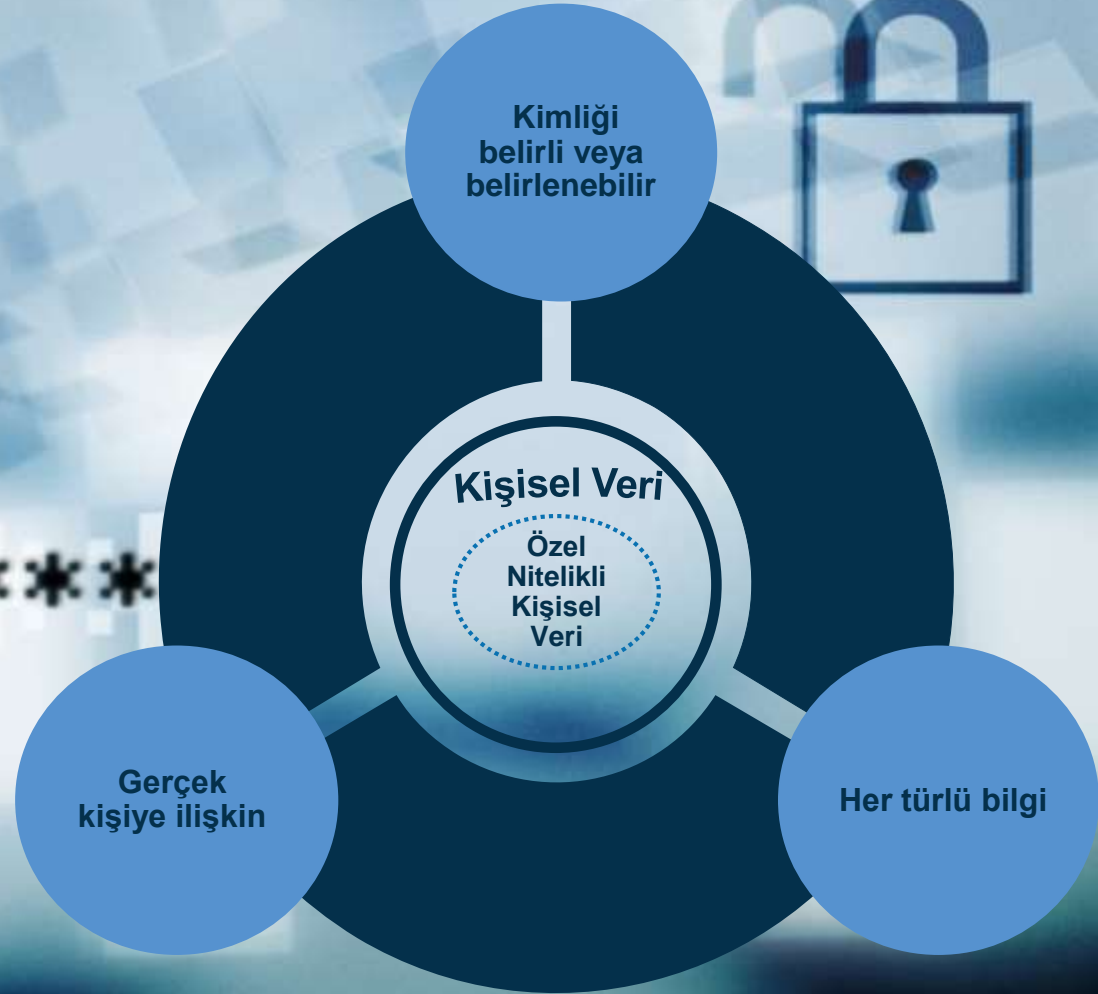 Kimliği
belirli veya
belirlenebilir
Kişisel Veri
Özel
Nitelikli
Kişisel
Veri
Gerçek
kişiye ilişkin
Her türlü bilgi